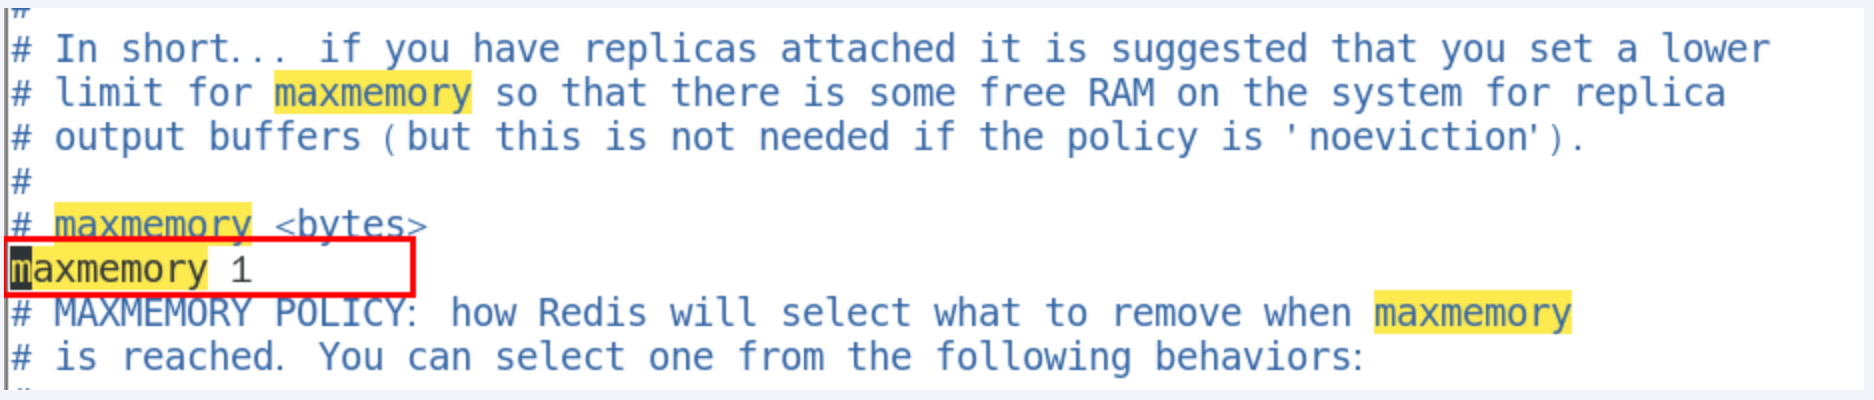 # In short... if you have replicas attached it is suggested that you set a lower
# limit for maxmemory so that there is some free RAM on the system for replica
# output buffers (but this is not needed if the policy is 'noeviction').
#
# maxmemory <bytes>
maxmemory 1
# MAXMEMORY POLICY: how Redis will select what to remove when maxmemory
# is reached. You can select one from the following behaviors: